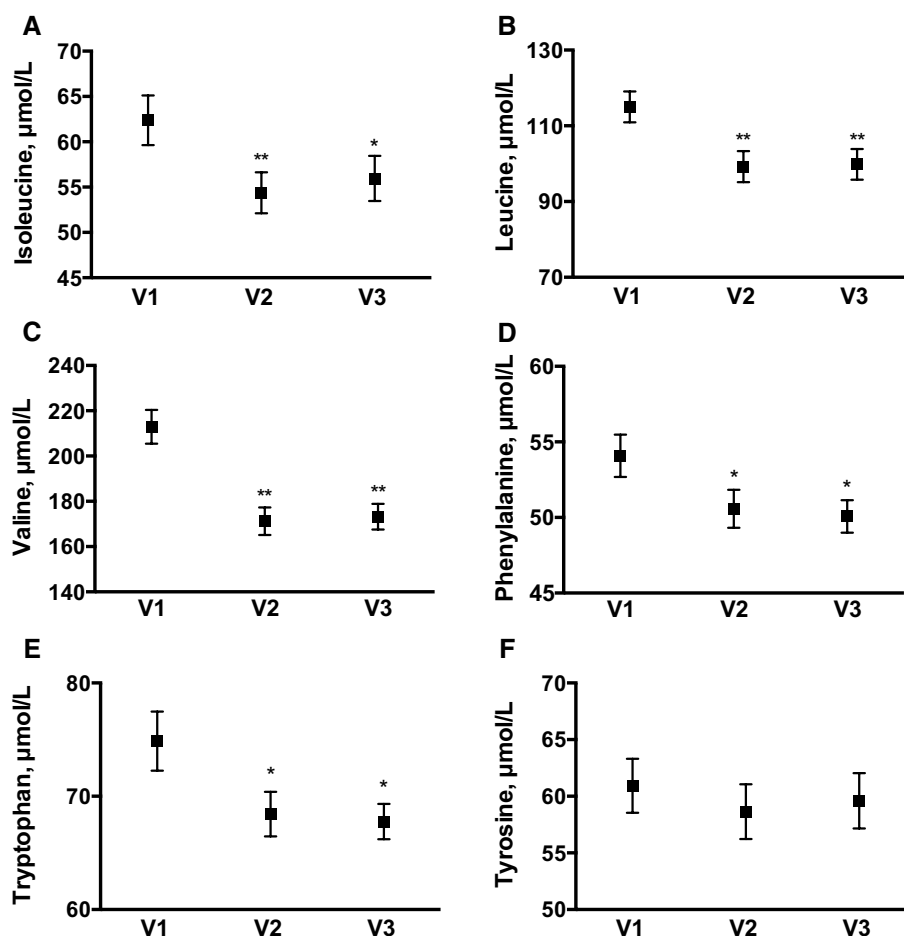 A
Isoleucine, µmol/L
70
65
60
55
50
45
**
*
V1 V2 V3
B
Leucine, µmol/L
130
110
90
70
**
**
V1 V2 V3
C
Valine, µmol/L
240
220
200
180
160
140
**
**
V1 V2 V3
D
Phenylalanine, µmol/L
60
55
50
45
*
*
V1 V2 V3
E
Tryptophan, µmol/L
80
70
60
*
*
V1 V2 V3
F
Tyrosine, µmol/L
70
65
60
55
50
V1 V2 V3